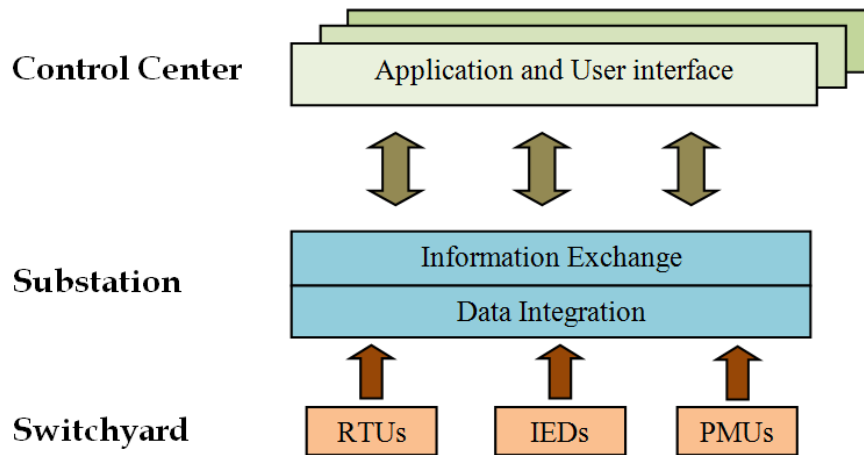 Control Center
Application and User interface
Substation
Information Exchange
Data Integration
Switchyard
RTUs
IEDs
PMUs